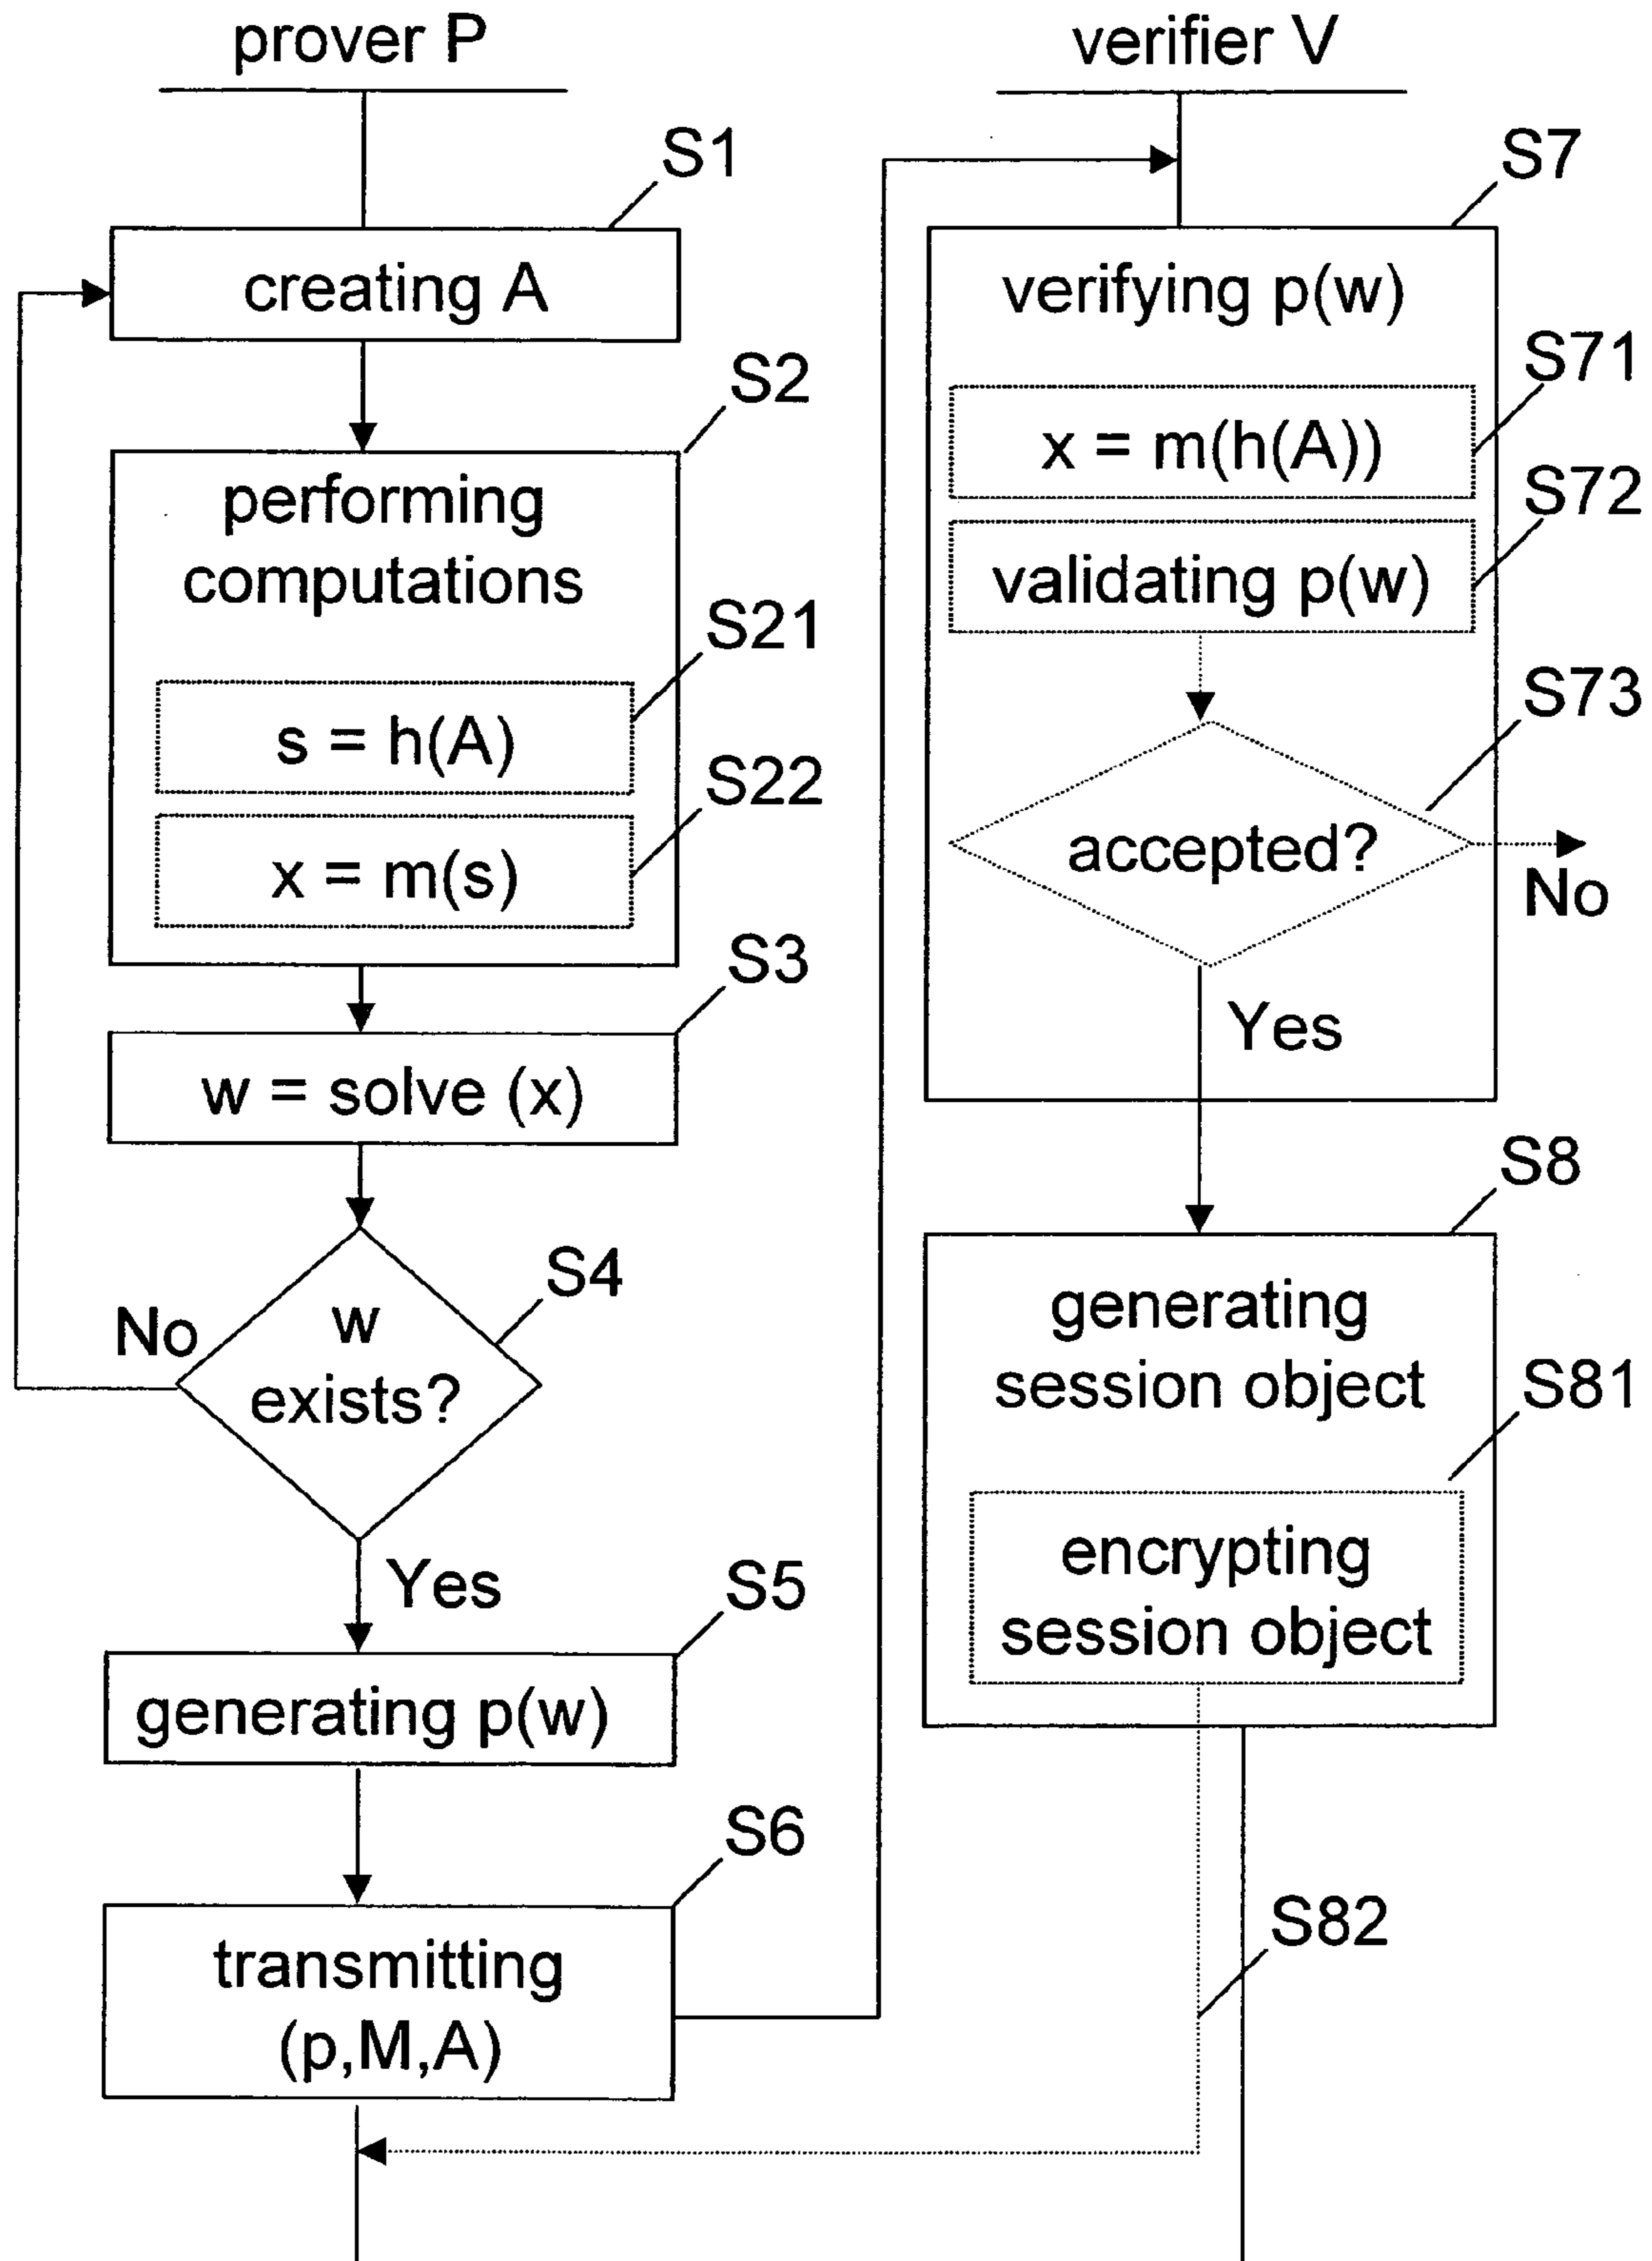 prover P
S1
creating A
S2
performing
computations
S21
s = h(A)
S22
x = m(s)
S3
w = solve (x)
S4
No
w
exists?
Yes
S5
generating p(w)
S6
transmitting
(p,M,A)
verifier V
S7
verifying p(w)
S71
x = m(h(A))
S72
validating p(w)
S73
accepted?
No
Yes
S8
generating
session object
S81
encrypting
session object
S82